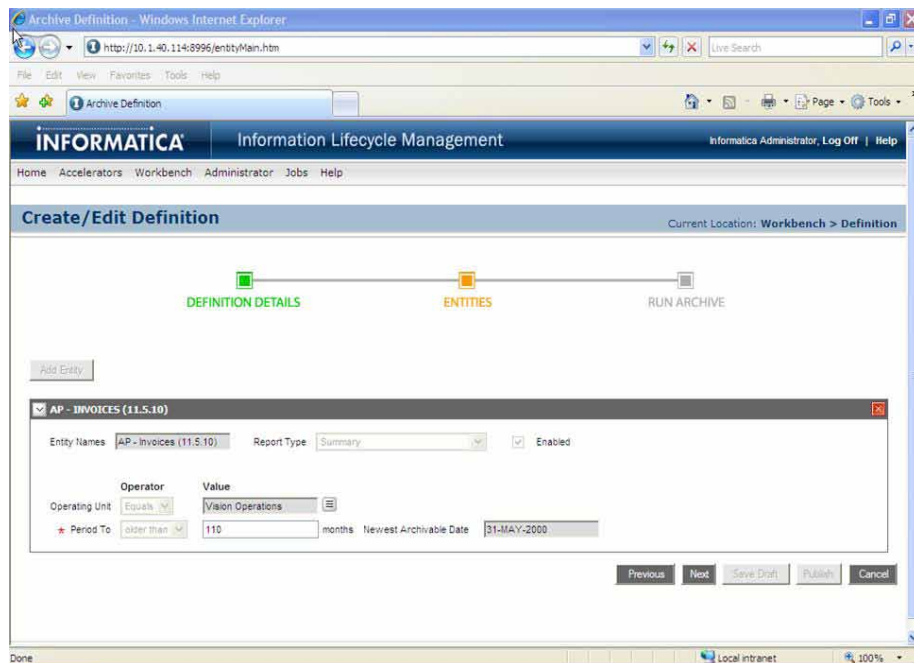 Archive Definition - Windows Internet Explorer
http://10.1.40.114:8996/entityMain.htm
Live Search
File Edit View Favorites Tools Help
Archive Definition
Page Tools
INFORMATICA Information Lifecycle Management Informatica Administrator, Log Off | Help
Home Accelerators Workbench Administrator Jobs Help
Create/Edit Definition
Current Location: Workbench > Definition
DEFINITION DETAILS ENTITIES RUN ARCHIVE
Add Entity
AP - INVOICES (11.5.10)
Entity Names AP - Invoices (11.5.10) Report Type Summary Enabled
Operator Value
Operating Unit Equals Vision Operations
* Period To older than 110 months Newest Archivable Date 31-MAY-2000
Previous Next Save Draft Publish Cancel
Done Local intranet 100%